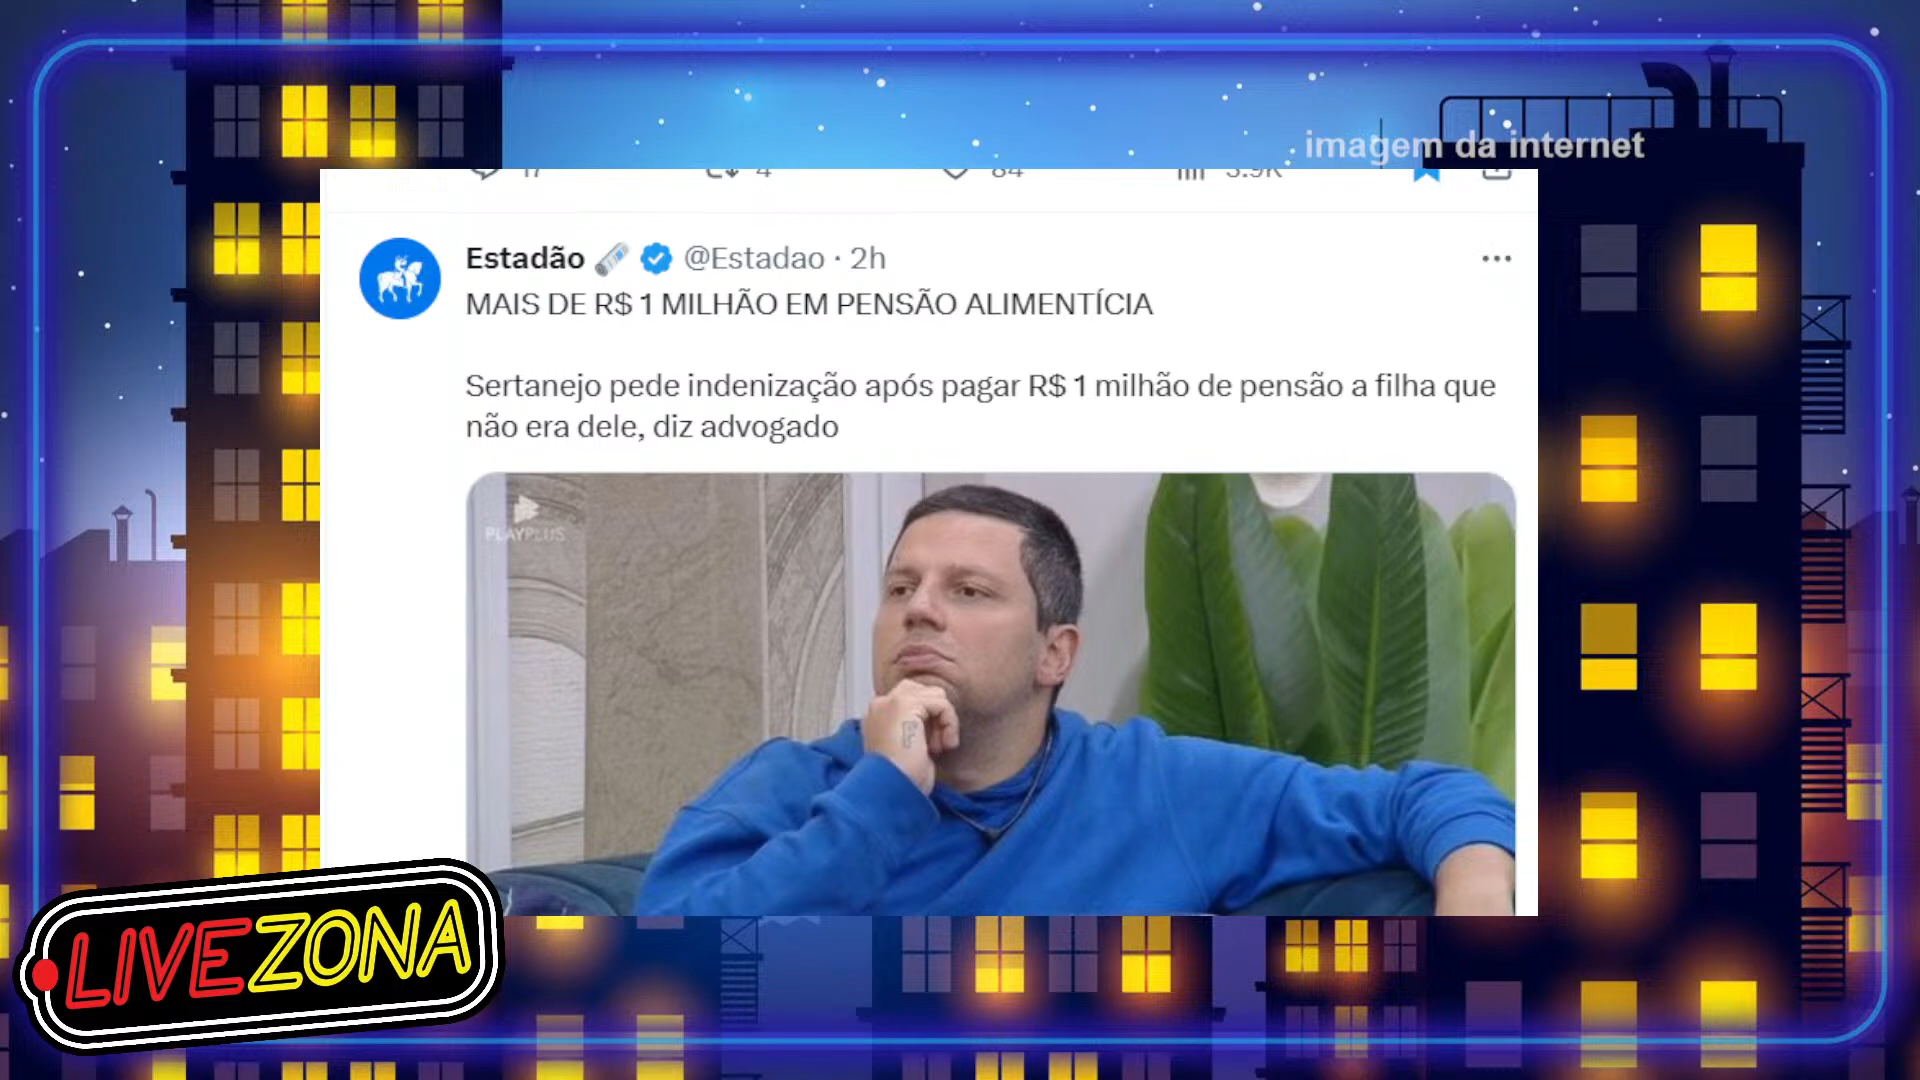 imagem da internet
Estadão @Estadao · 2h
MAIS DE R$ 1 MILHÃO EM PENSÃO ALIMENTÍCIA
Sertanejo pede indenização após pagar R$ 1 milhão de pensão a filha que
não era dele, diz advogado
PLAYPLUS
LIVEZONA